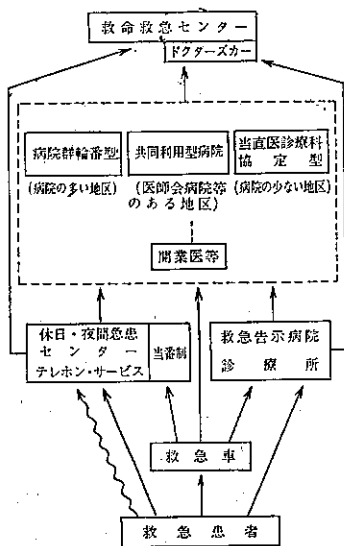 救命救急センター
ドクターズカー
病院群輪番型
(病院の多い地区)
共同利用型病院
(医師会病院等
のある地区)
当直医診療科
協定型
(病院の少ない地区)
開業医等
休日・夜間急患
センター
テレホン・サービス
当番制
救急告示病院
診療所
救急車
救急患者